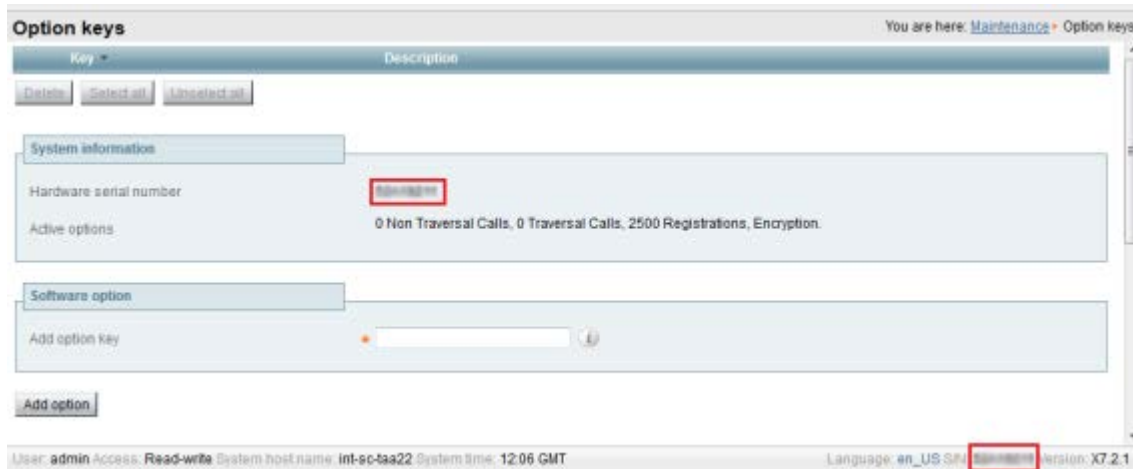 Option keys
You are here: Maintenance ▸ Option keys
Key Description
Delete Select all Unselect all
System information
Hardware serial number
Active options 0 Non Traversal Calls, 0 Traversal Calls, 2500 Registrations, Encryption.
Software option
Add option key
Add option
User: admin Access: Read-write System host name: int-sc-taa22 System time: 12:06 GMT Language: en_US S/N: Version: X7.2.1